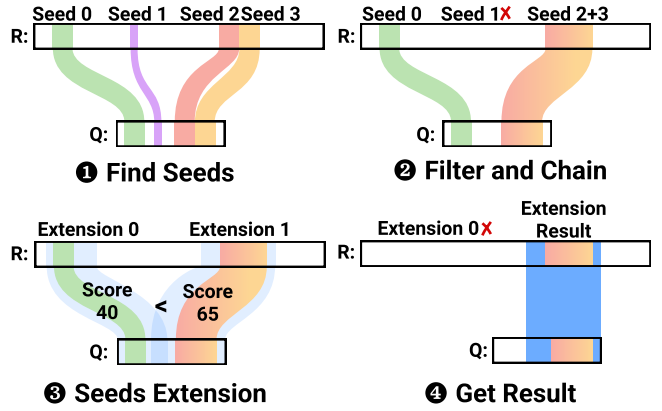 Seed 0 Seed 1 Seed 2 Seed 3
R:
Q:
❶ Find Seeds
Seed 0 Seed 1✗ Seed 2+3
R:
Q:
❷ Filter and Chain
Extension 0 Extension 1
R:
Score
40
<
Score
65
Q:
❸ Seeds Extension
Extension 0✗
Extension
Result
R:
Q:
❹ Get Result